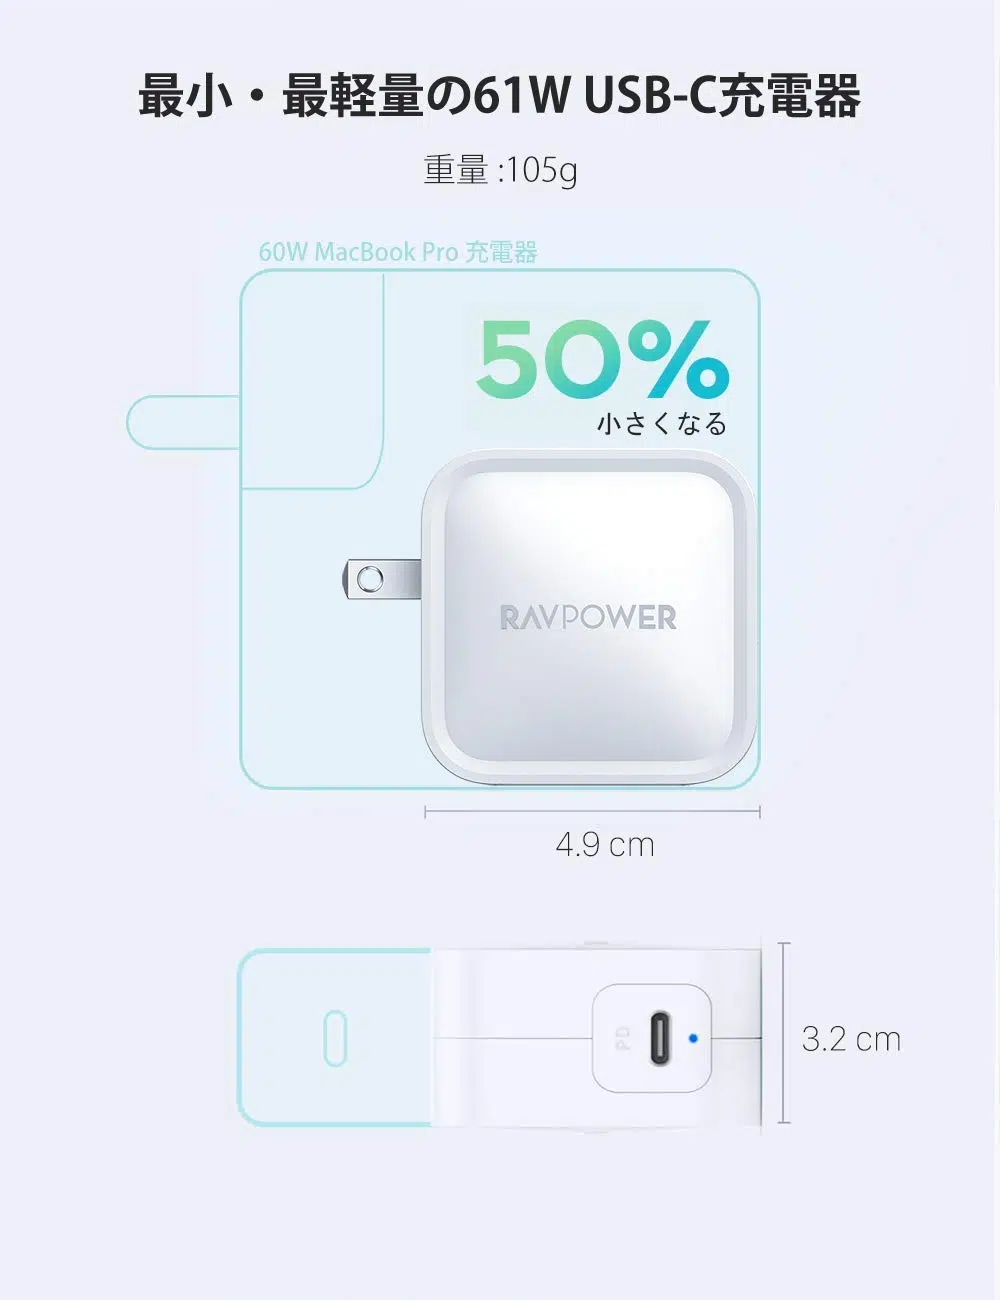 最小・最軽量の61W USB-C充電器
重量 :105g
60W MacBook Pro 充電器
50%
小さくなる
RAVPOWER
4.9 cm
PD
3.2 cm